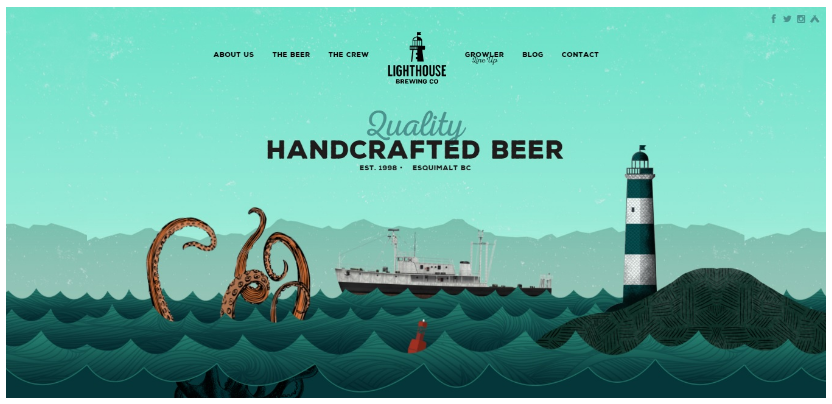 ABOUT US THE BEER THE CREW GROWLER BLOG CONTACT
Line Up
LIGHTHOUSE
BREWING CO
Quality
HANDCRAFTED BEER
EST. 1998 • ESQUIMALT BC